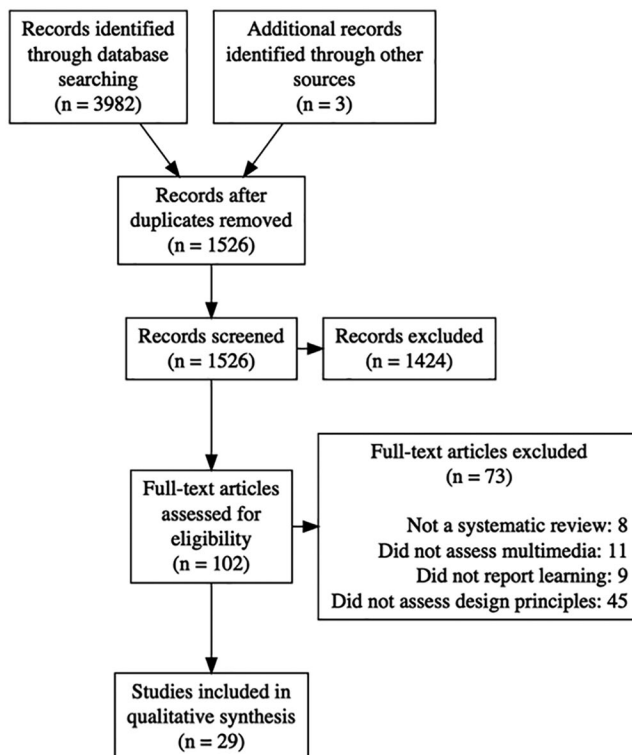 Records identified
through database
searching
(n = 3982)
Additional records
identified through other
sources
(n = 3)
Records after
duplicates removed
(n = 1526)
Records screened
(n = 1526)
Records excluded
(n = 1424)
Full-text articles
assessed for
eligibility
(n = 102)
Full-text articles excluded
(n = 73)
Not a systematic review: 8
Did not assess multimedia: 11
Did not report learning: 9
Did not assess design principles: 45
Studies included in
qualitative synthesis
(n = 29)